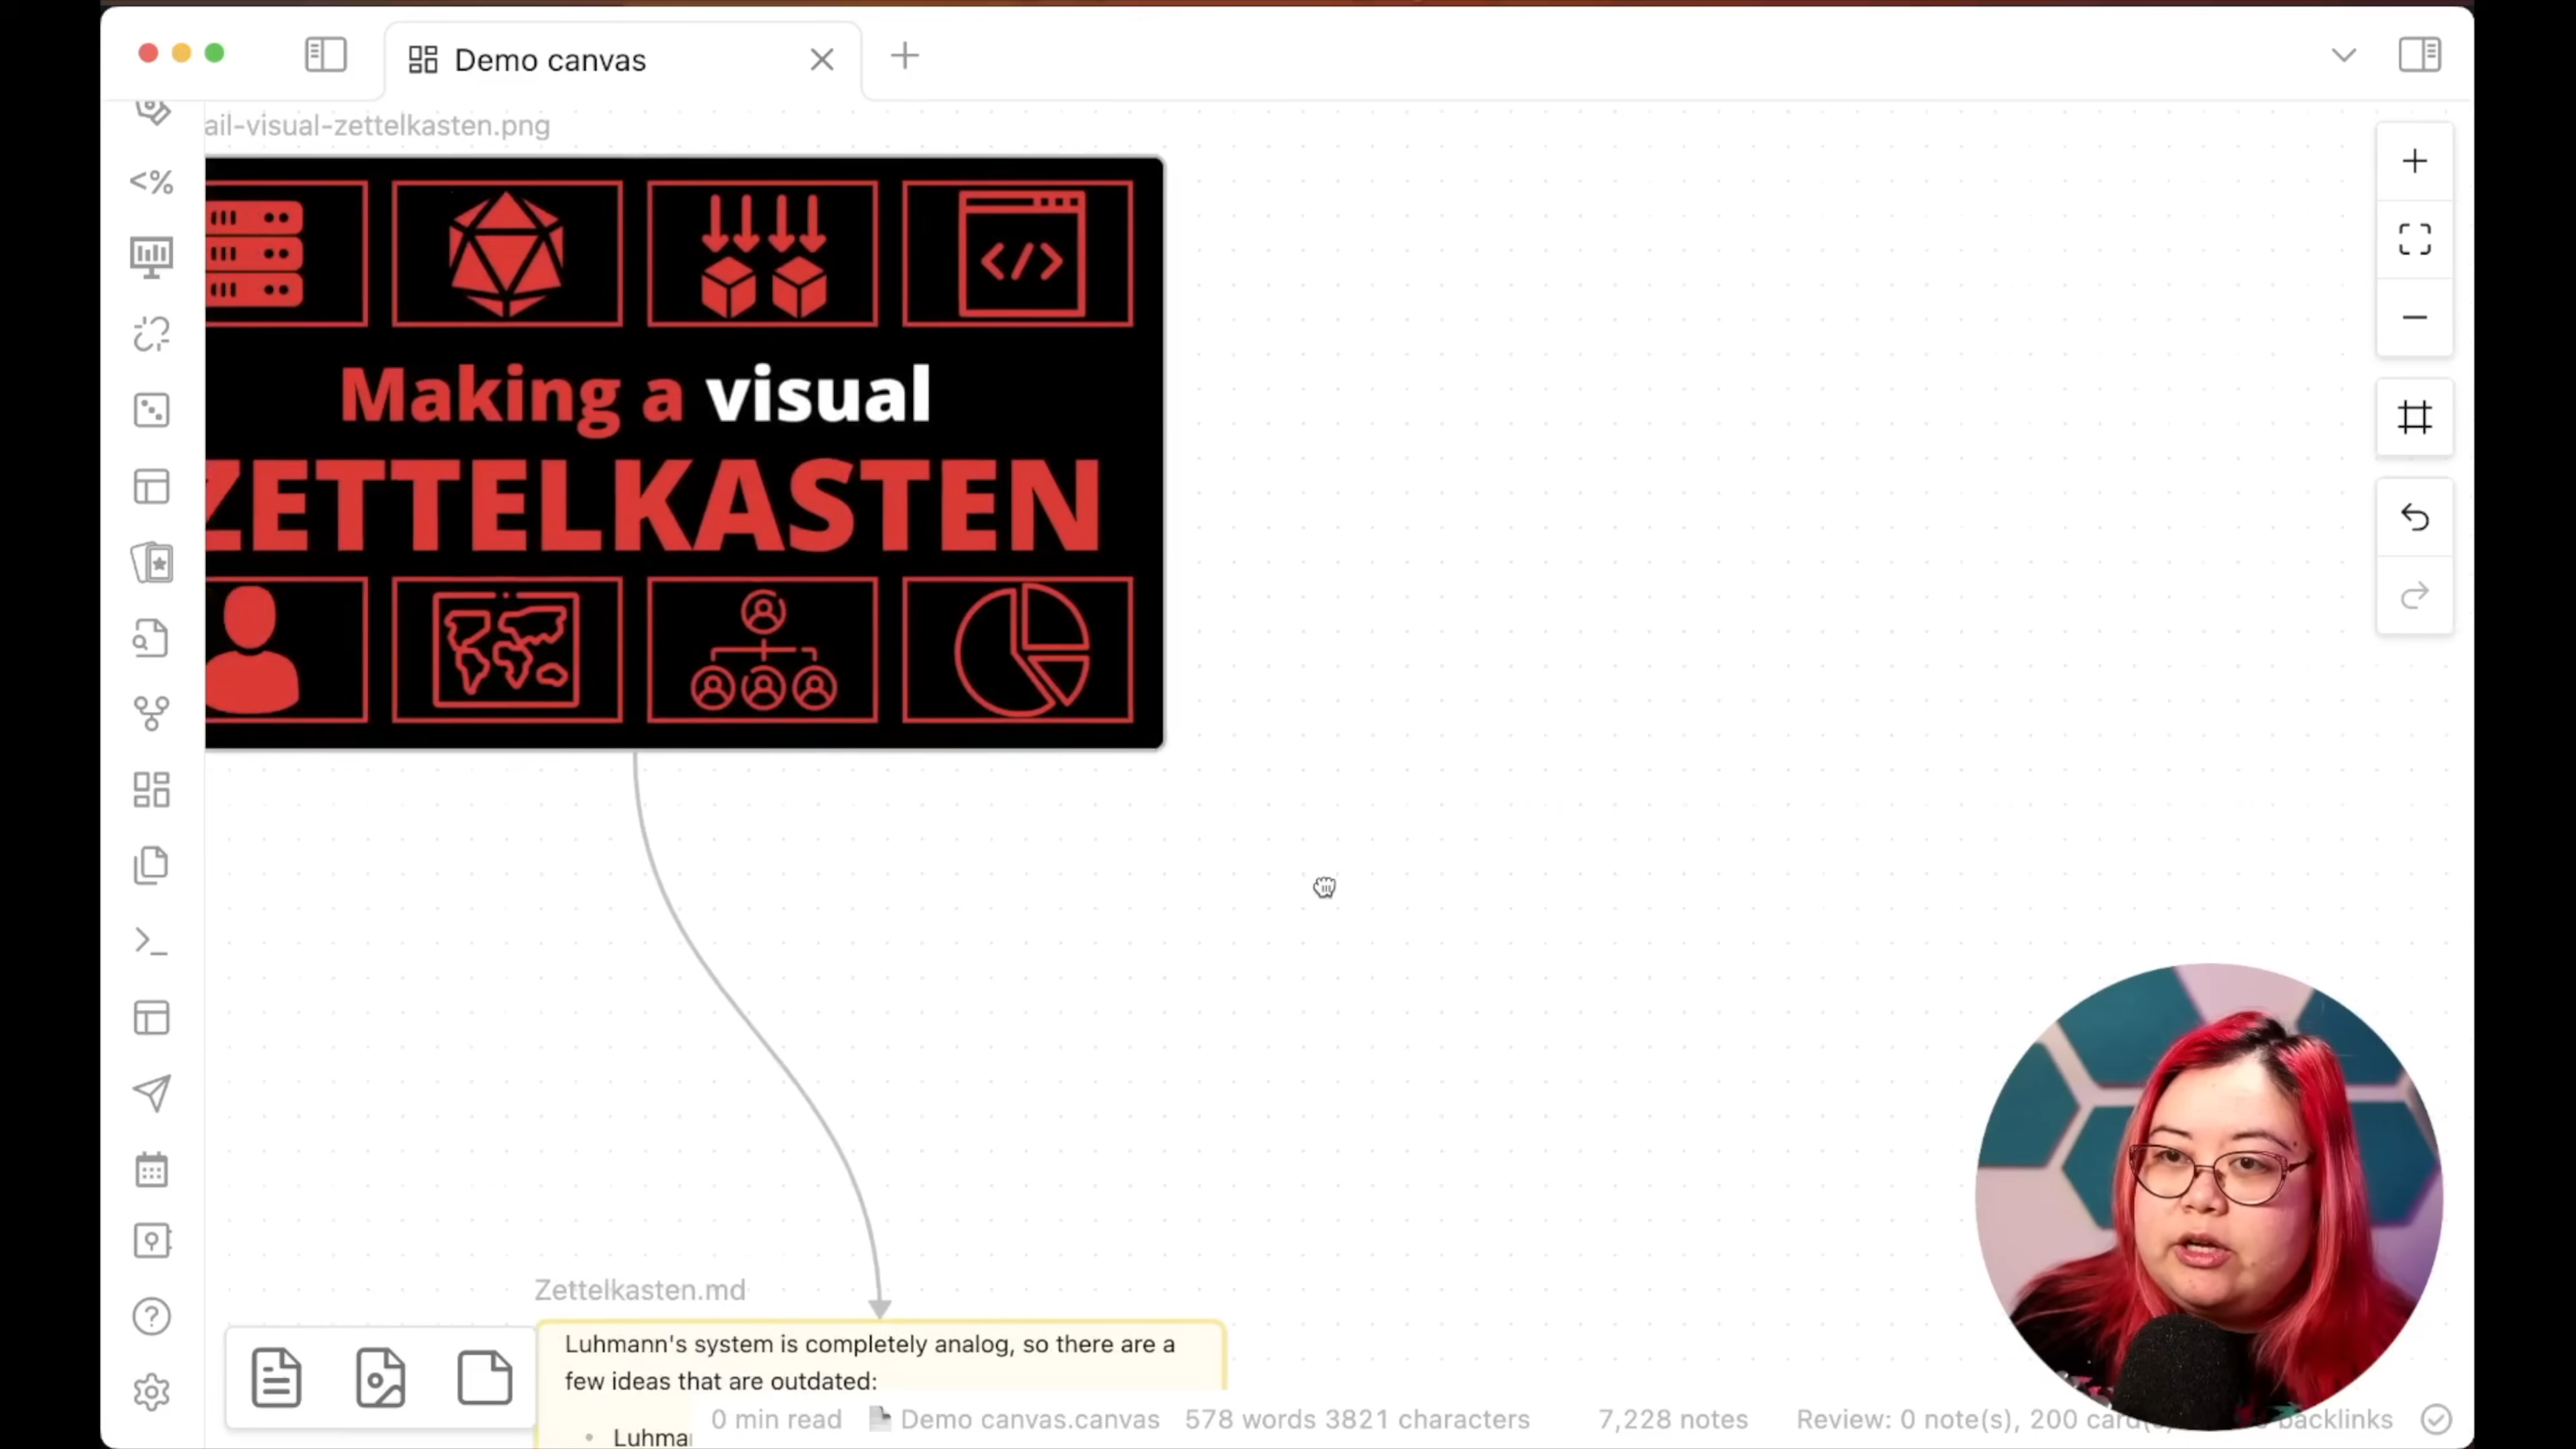 Demo canvas
ail-visual-zettelkasten.png
<%
</>
Making a visual
ZETTELKASTEN
Zettelkasten.md
Luhmann's system is completely analog, so there are a
few ideas that are outdated:
0 min read Demo canvas.canvas 578 words 3821 characters 7,228 notes Review: 0 note(s), 200 card(s) backlinks